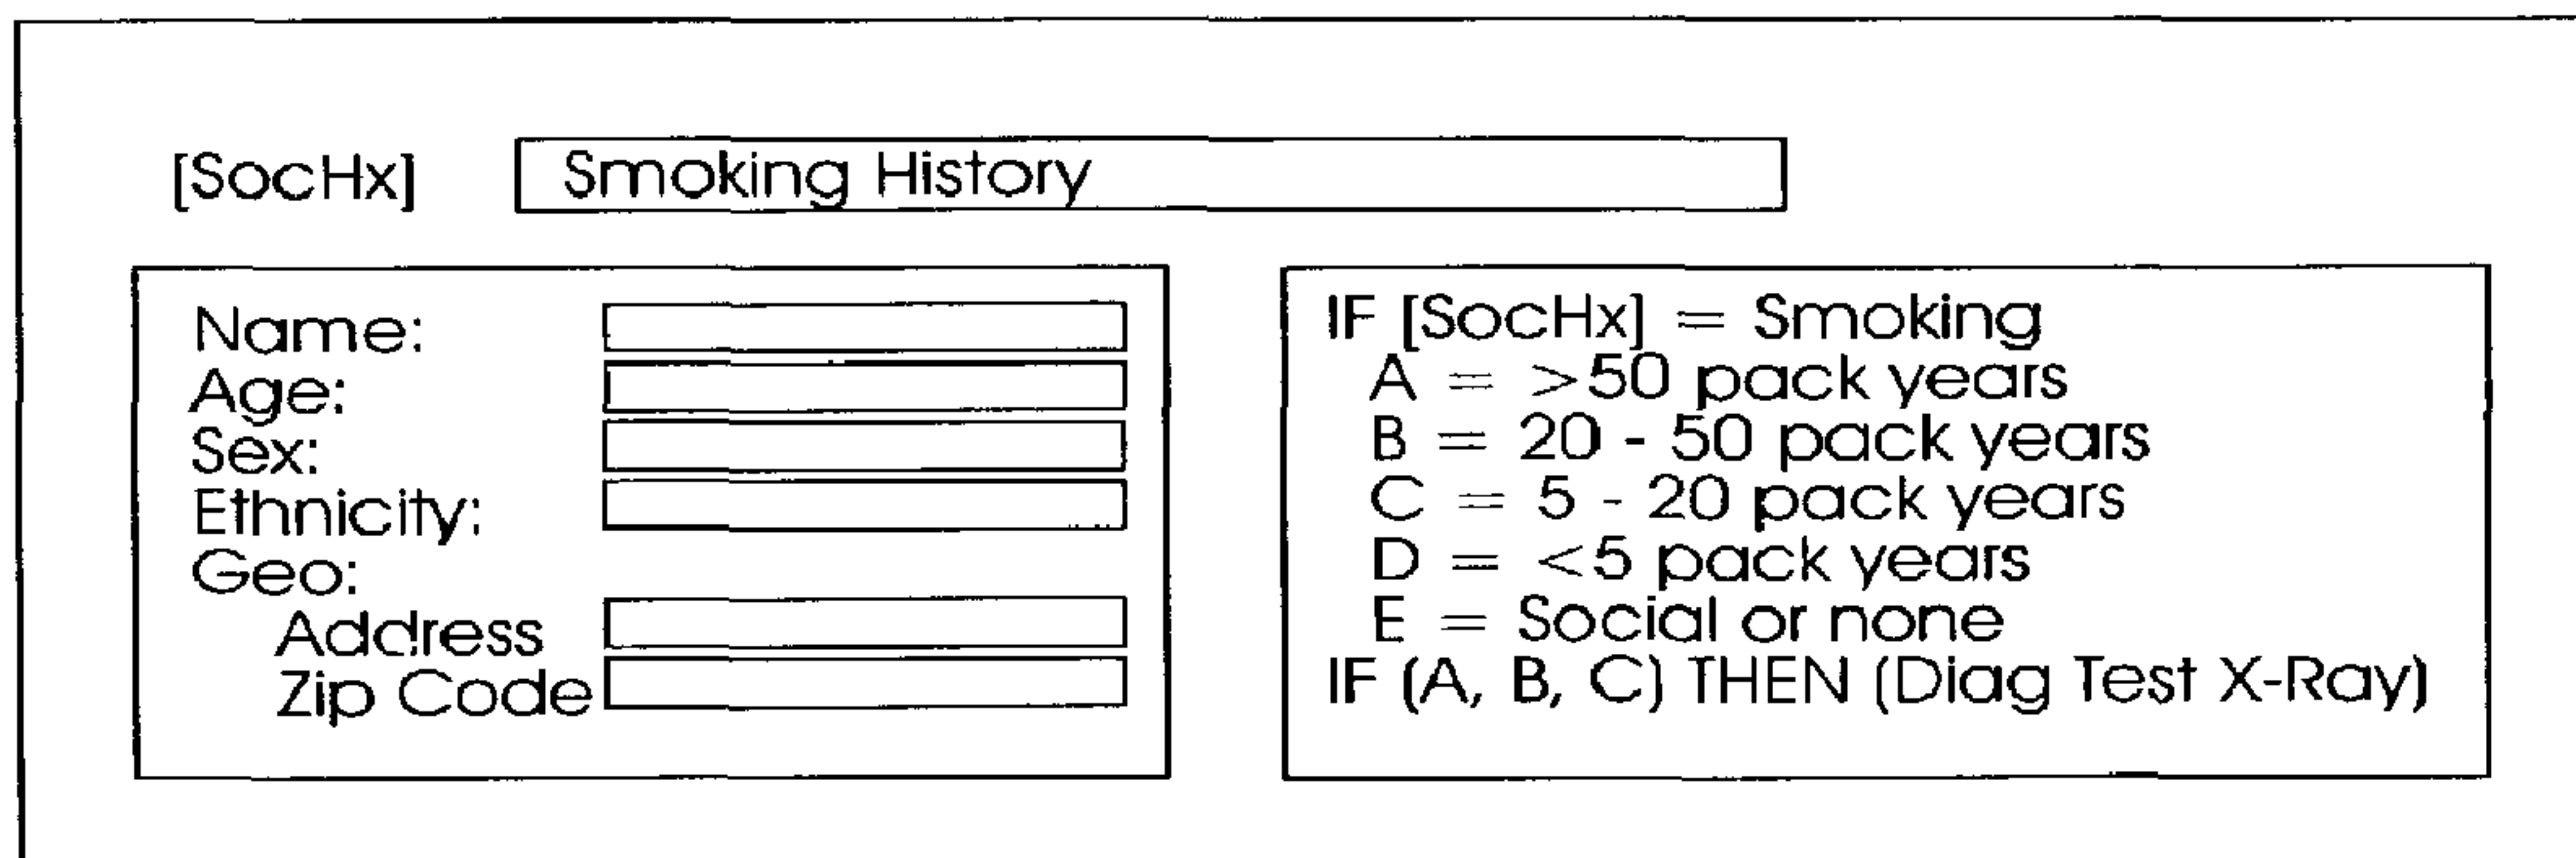 [SocHx] Smoking History
Name:
Age:
Sex:
Ethnicity:
Geo:
Address
Zip Code
IF [SocHx] = Smoking
A = >50 pack years
B = 20 - 50 pack years
C = 5 - 20 pack years
D = <5 pack years
E = Social or none
IF (A, B, C) THEN (Diag Test X-Ray)